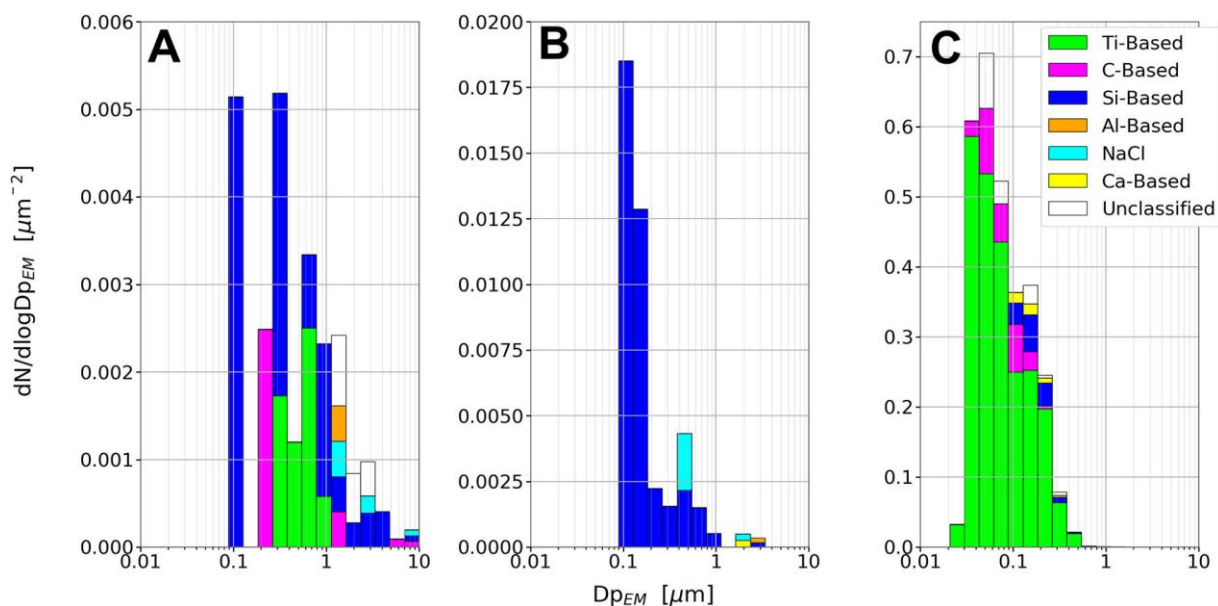 A
B
C
0.006
0.005
0.004
0.003
0.002
0.001
0.000
0.0200
0.0175
0.0150
0.0125
0.0100
0.0075
0.0050
0.0025
0.0000
0.7
0.6
0.5
0.4
0.3
0.2
0.1
0.0
Ti-Based
C-Based
Si-Based
Al-Based
NaCl
Ca-Based
Unclassified
dN/dlogDp_EM [μm⁻²]
0.01 0.1 1 10
0.01 0.1 1 10
0.01 0.1 1 10
Dp_EM [μm]